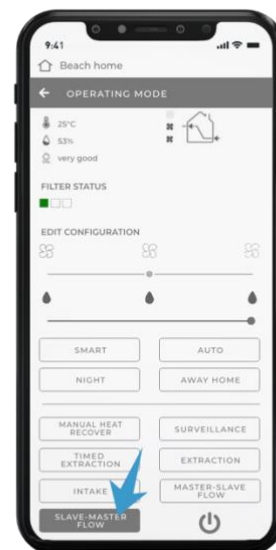 9:41
Beach home
OPERATING MODE
25°C
53%
very good
FILTER STATUS
EDIT CONFIGURATION
SMART
AUTO
NIGHT
AWAY HOME
MANUAL HEAT
RECOVER
SURVEILLANCE
TIMED
EXTRACTION
EXTRACTION
INTAKE
MASTER-SLAVE
FLOW
SLAVE-MASTER
FLOW